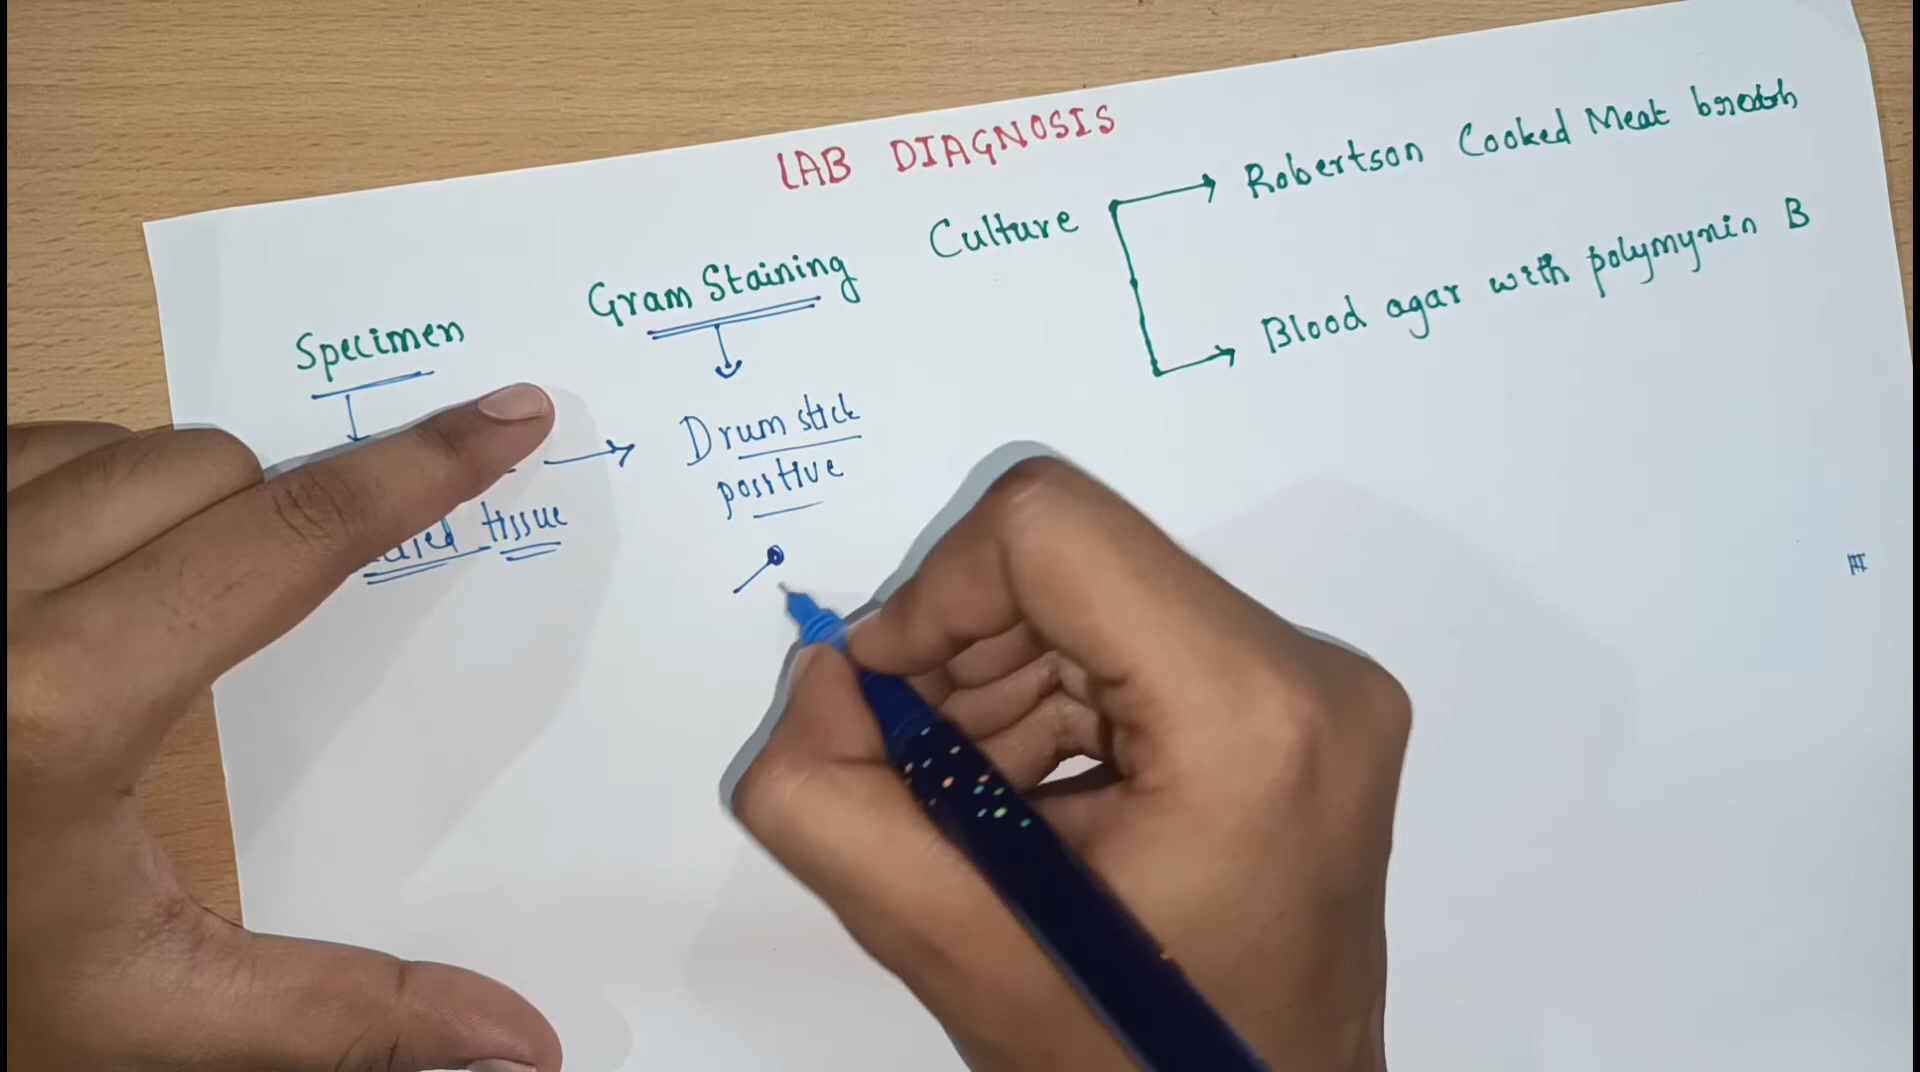 LAB DIAGNOSIS
Specimen
tissue
Gram Staining
Drum stick
positive
Culture
Robertson Cooked Meat broth
Blood agar with polymyxin B